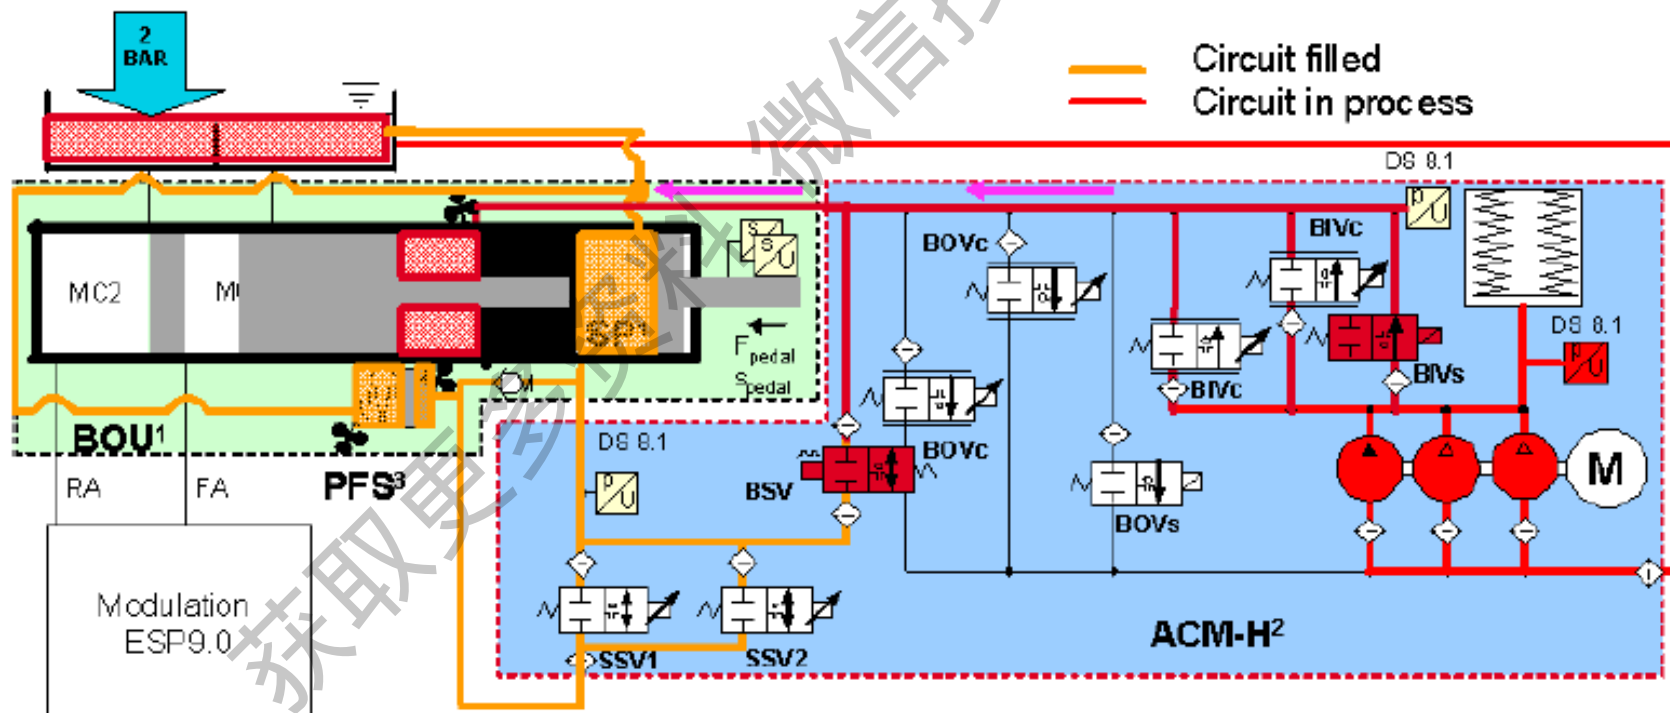 2
BAR
Circuit filled
Circuit in process
DS 8.1
BOVc
BIVc
MC2
DS 8.1
F pedal
S pedal
BIVs
BIVc
BOU¹
DS 8.1
BOVc
RA
FA
PFS³
BSV
M
BOVs
Modulation
ESP9.0
ACM-H²
SSV1
SSV2
获取更多资料 微信搜